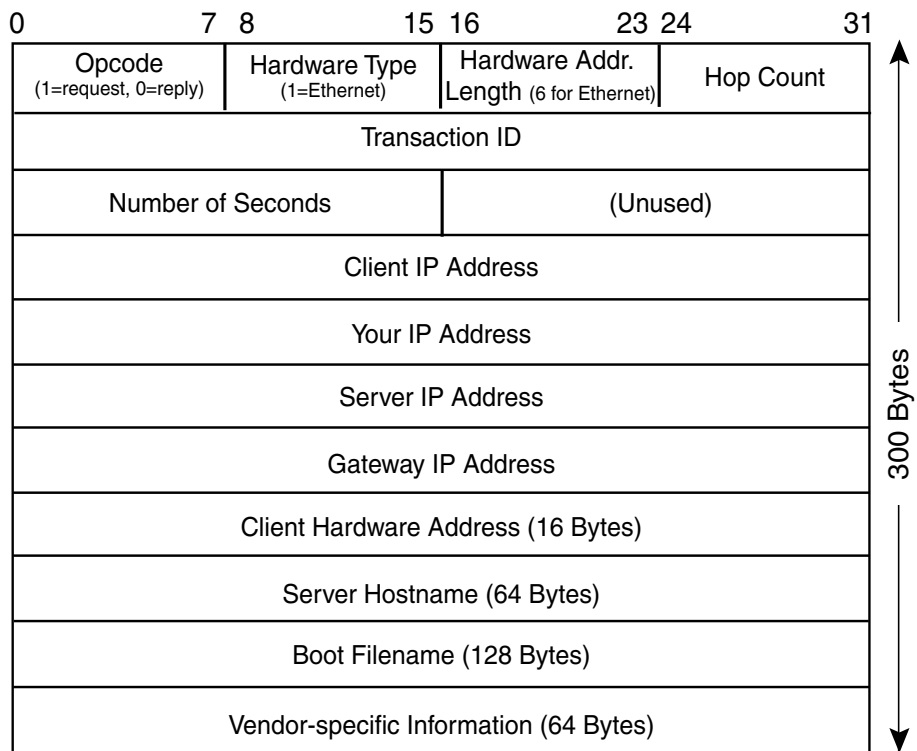 0 7 8 15 16 23 24 31
Opcode
(1=request, 0=reply)
Hardware Type
(1=Ethernet)
Hardware Addr.
Length (6 for Ethernet)
Hop Count
Transaction ID
Number of Seconds
(Unused)
Client IP Address
Your IP Address
Server IP Address
Gateway IP Address
Client Hardware Address (16 Bytes)
Server Hostname (64 Bytes)
Boot Filename (128 Bytes)
Vendor-specific Information (64 Bytes)
300 Bytes